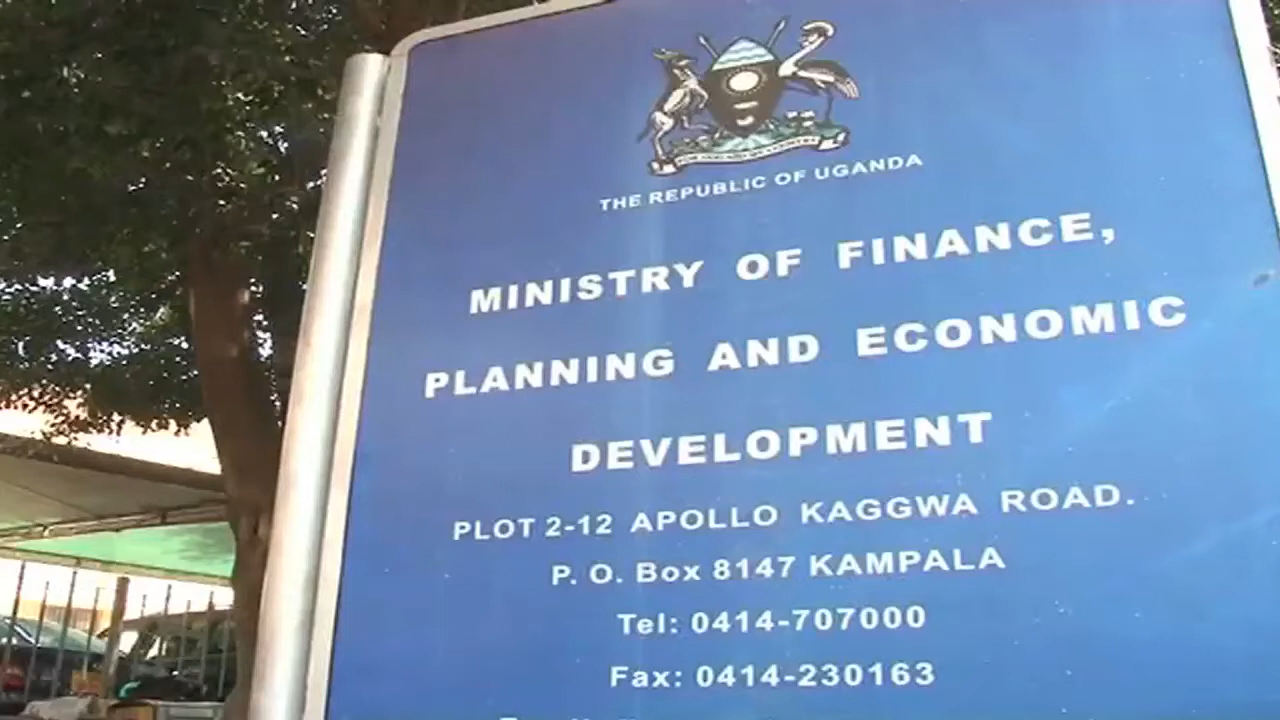 THE REPUBLIC OF UGANDA
MINISTRY OF FINANCE,
PLANNING AND ECONOMIC
DEVELOPMENT
PLOT 2-12 APOLLO KAGGWA ROAD.
P. O. Box 8147 KAMPALA
Tel: 0414-707000
Fax: 0414-230163